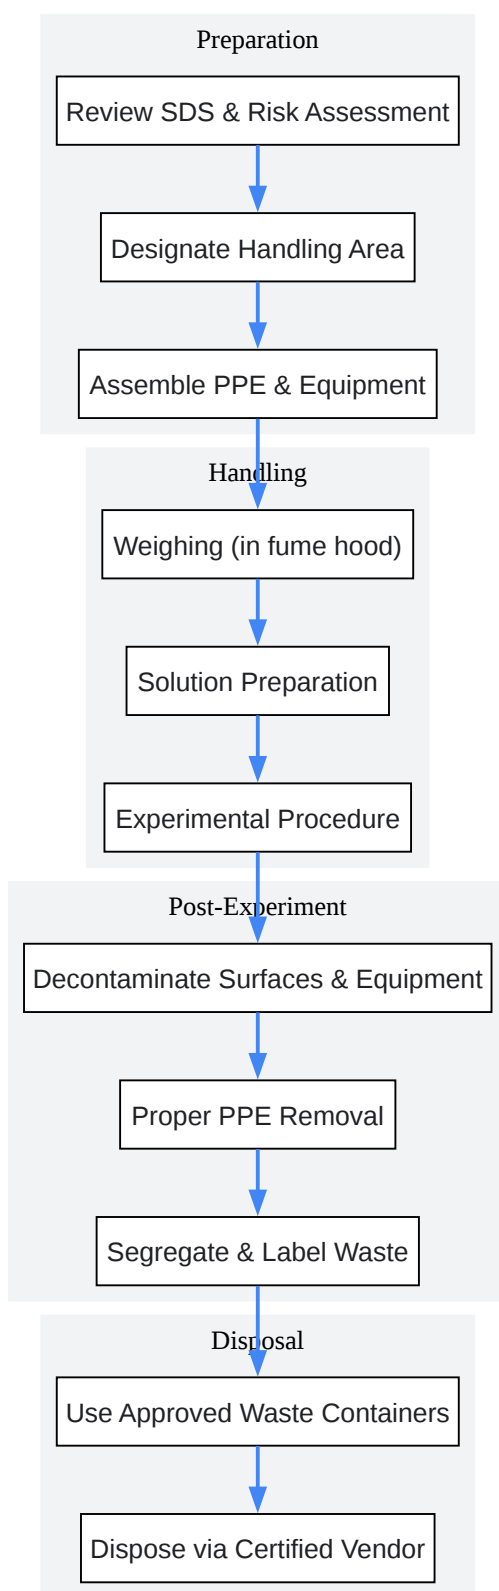 Preparation
Review SDS & Risk Assessment
Designate Handling Area
Assemble PPE & Equipment
Handling
Weighing (in fume hood)
Solution Preparation
Experimental Procedure
Post-Experiment
Decontaminate Surfaces & Equipment
Proper PPE Removal
Segregate & Label Waste
Disposal
Use Approved Waste Containers
Dispose via Certified Vendor